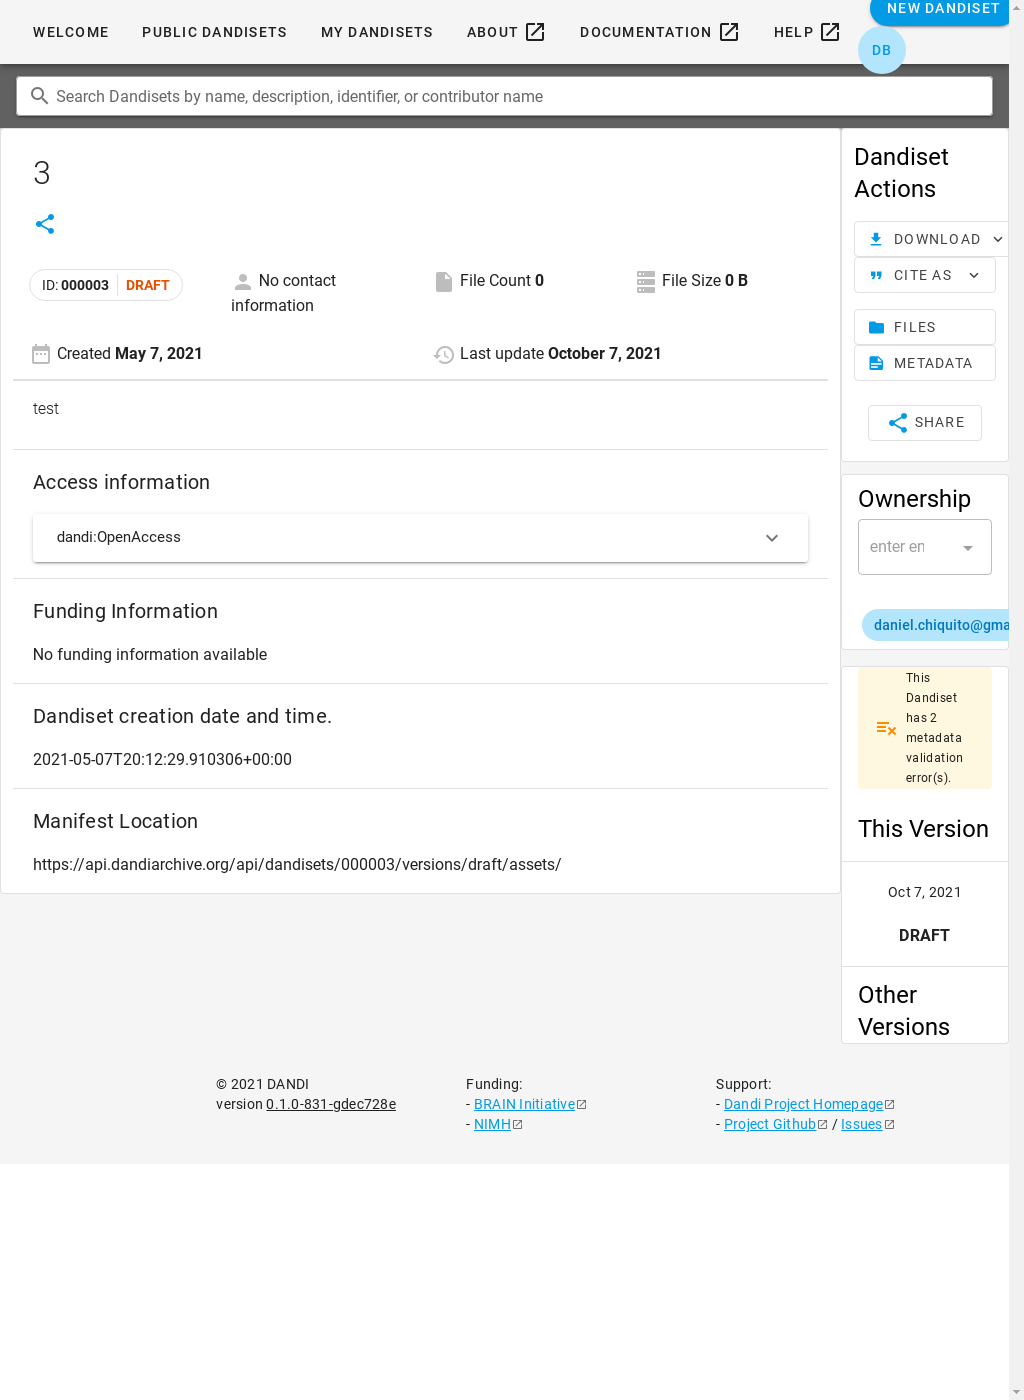 WELCOME PUBLIC DANDISETS MY DANDISETS ABOUT DOCUMENTATION HELP NEW DANDISET
DB
Search Dandisets by name, description, identifier, or contributor name
3
ID: 000003 DRAFT
No contact information
File Count 0
File Size 0 B
Created May 7, 2021
Last update October 7, 2021
test
Access information
dandi:OpenAccess
Funding Information
No funding information available
Dandiset creation date and time.
2021-05-07T20:12:29.910306+00:00
Manifest Location
https://api.dandiarchive.org/api/dandisets/000003/versions/draft/assets/
Dandiset
Actions
DOWNLOAD
CITE AS
FILES
METADATA
SHARE
Ownership
enter en
daniel.chiquito@gma
This
Dandiset
has 2
metadata
validation
error(s).
This Version
Oct 7, 2021
DRAFT
Other
Versions
© 2021 DANDI
version 0.1.0-831-gdec728e
Funding:
- BRAIN Initiative
- NIMH
Support:
- Dandi Project Homepage
- Project Github / Issues